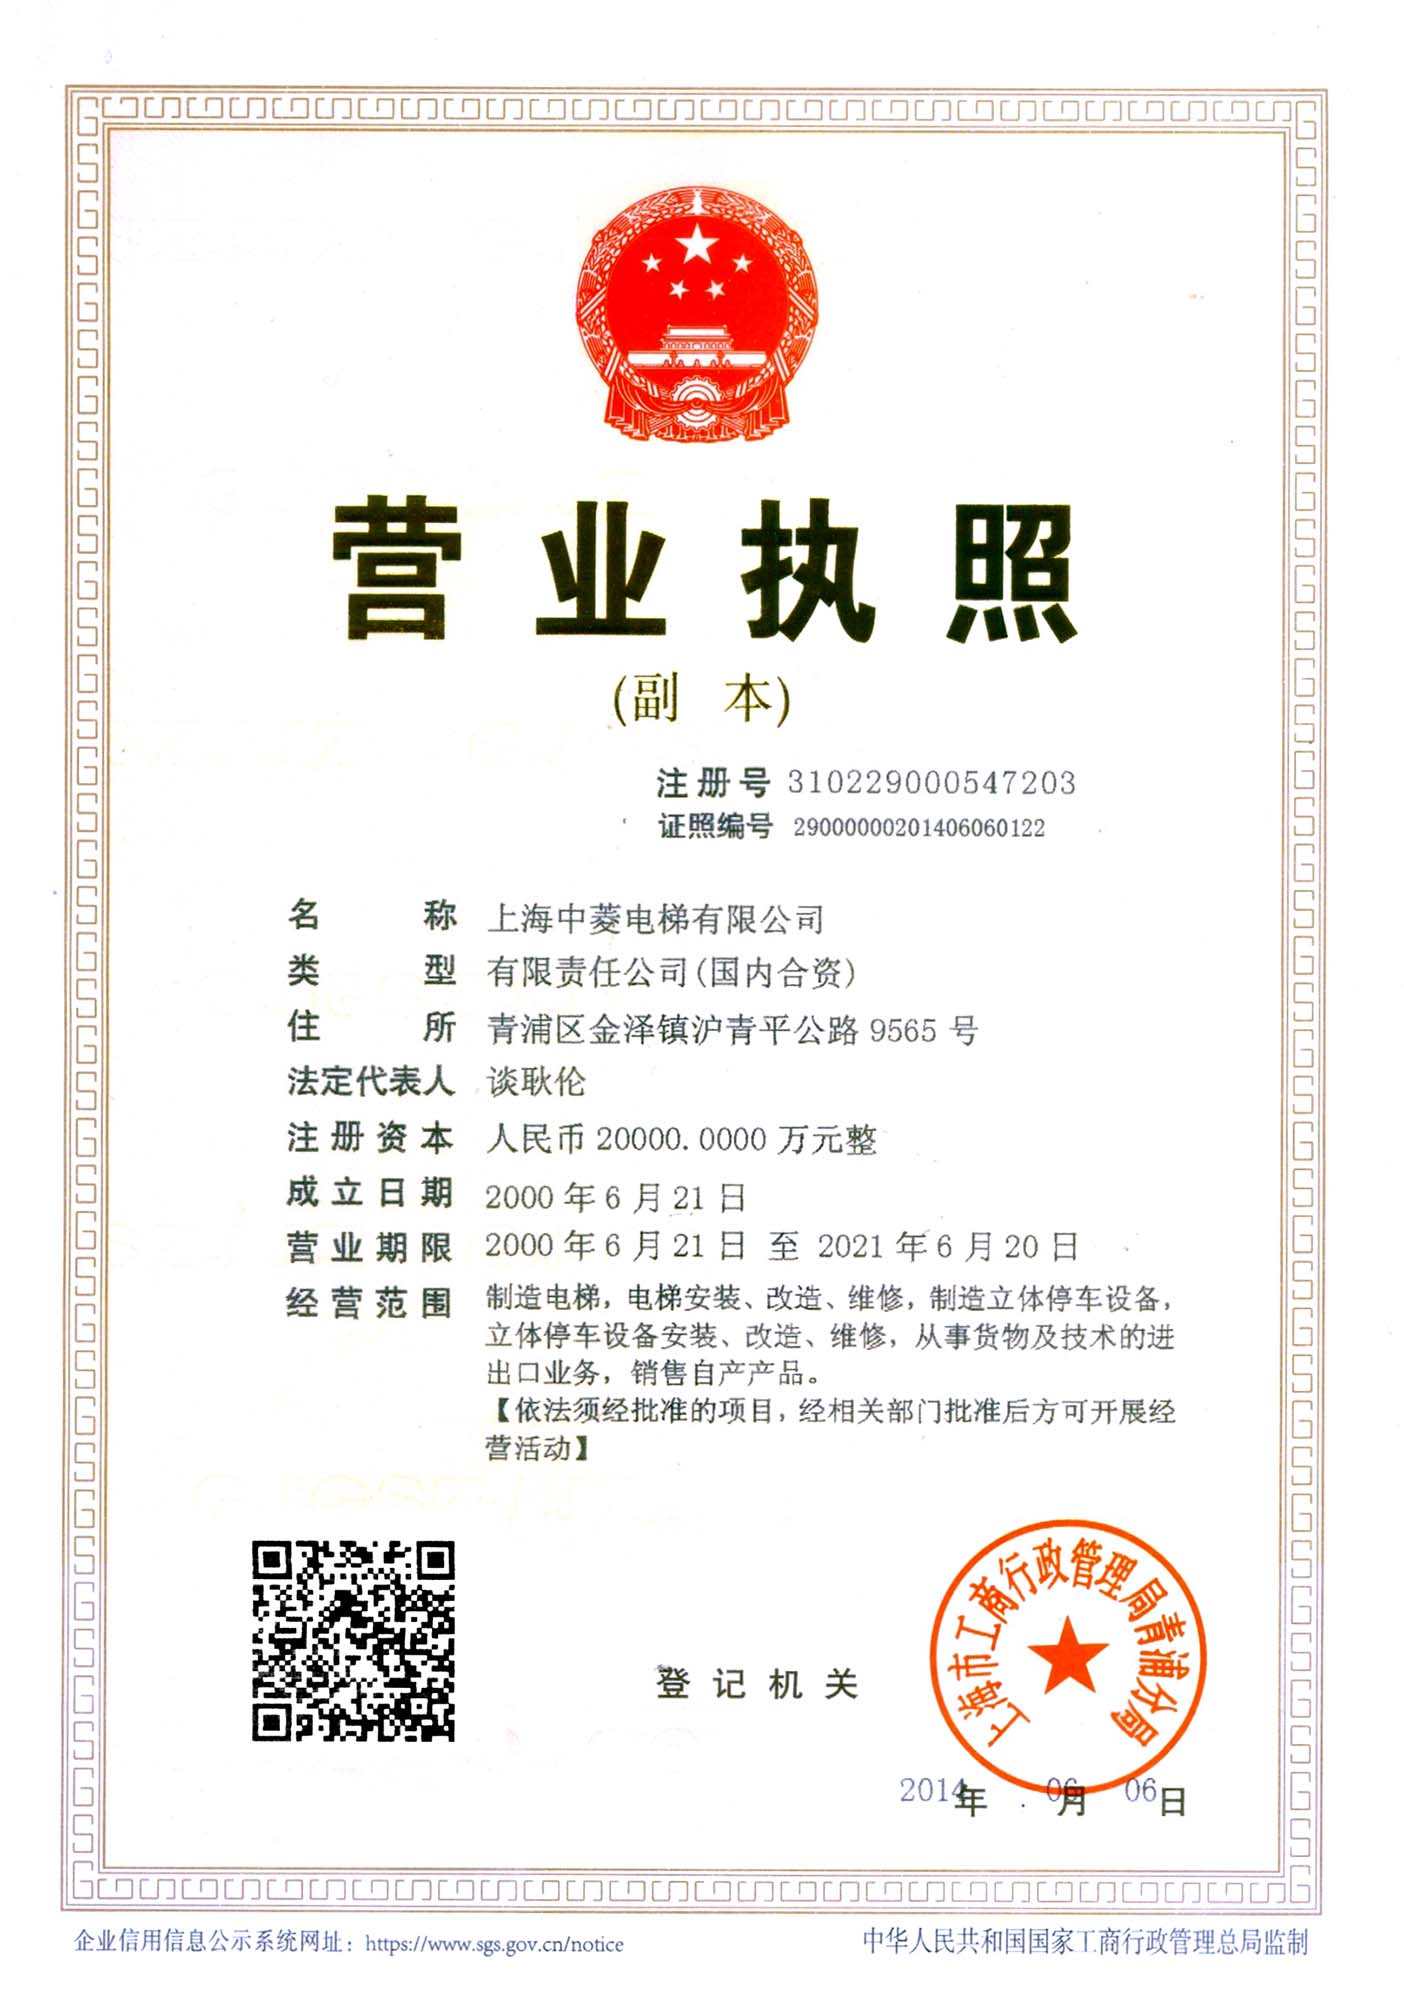 营业执照
(副 本)
注册号 310229000547203
证照编号 29000000201406060122
名 称 上海中菱电梯有限公司
类 型 有限责任公司(国内合资)
住 所 青浦区金泽镇沪青平公路 9565 号
法定代表人 谈耿伦
注册资本 人民币 20000.0000 万元整
成立日期 2000 年 6 月 21 日
营业期限 2000 年 6 月 21 日 至 2021 年 6 月 20 日
经营范围 制造电梯，电梯安装、改造、维修，制造立体停车设备，
立体停车设备安装、改造、维修，从事货物及技术的进
出口业务，销售自产产品。
【依法须经批准的项目，经相关部门批准后方可开展经
营活动】
登记机关
上海市工商行政管理局青浦分局
2014年 06月 06日
企业信用信息公示系统网址：https://www.sgs.gov.cn/notice
中华人民共和国国家工商行政管理总局监制